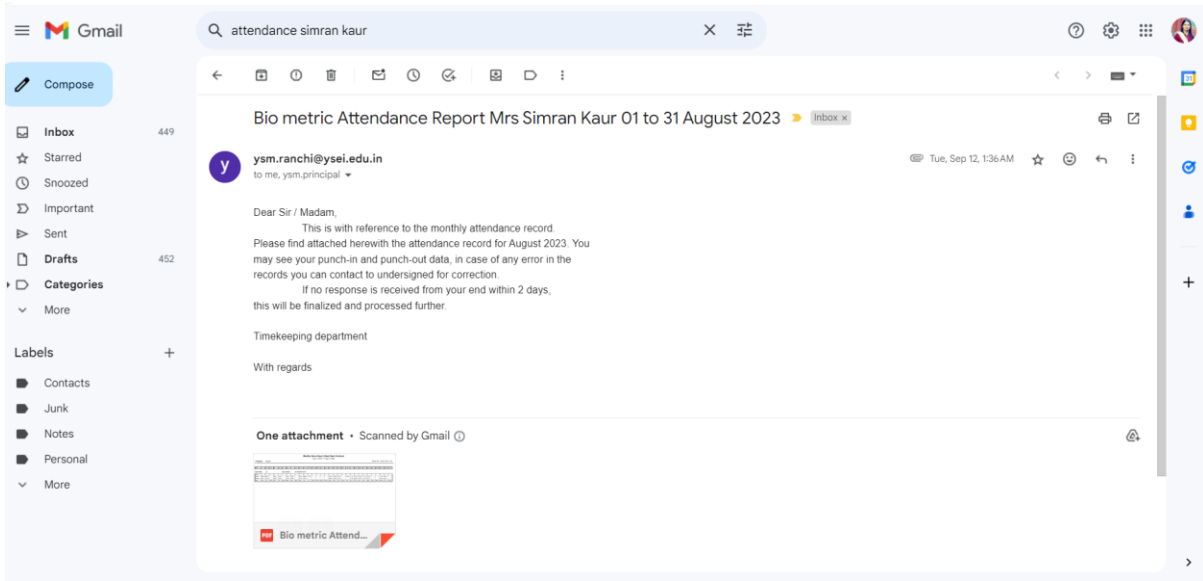 Gmail
attendance simran kaur
Compose
Inbox 449
Starred
Snoozed
Important
Sent
Drafts 452
Categories
More
Labels
Contacts
Junk
Notes
Personal
More
Bio metric Attendance Report Mrs Simran Kaur 01 to 31 August 2023 Inbox x
y
ysm.ranchi@ysei.edu.in Tue, Sep 12, 1:36 AM
to me, ysm.principal
Dear Sir / Madam,
This is with reference to the monthly attendance record.
Please find attached herewith the attendance record for August 2023. You
may see your punch-in and punch-out data, in case of any error in the
records you can contact to undersigned for correction.
If no response is received from your end within 2 days,
this will be finalized and processed further.
Timekeeping department
With regards
One attachment • Scanned by Gmail
PDF Bio metric Attend...
31